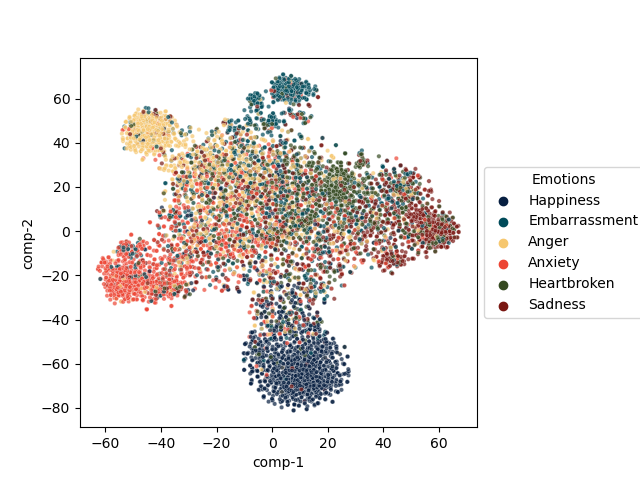 comp-2
60
40
20
0
−20
−40
−60
−80
−60 −40 −20 0 20 40 60
comp-1
Emotions
Happiness
Embarrassment
Anger
Anxiety
Heartbroken
Sadness